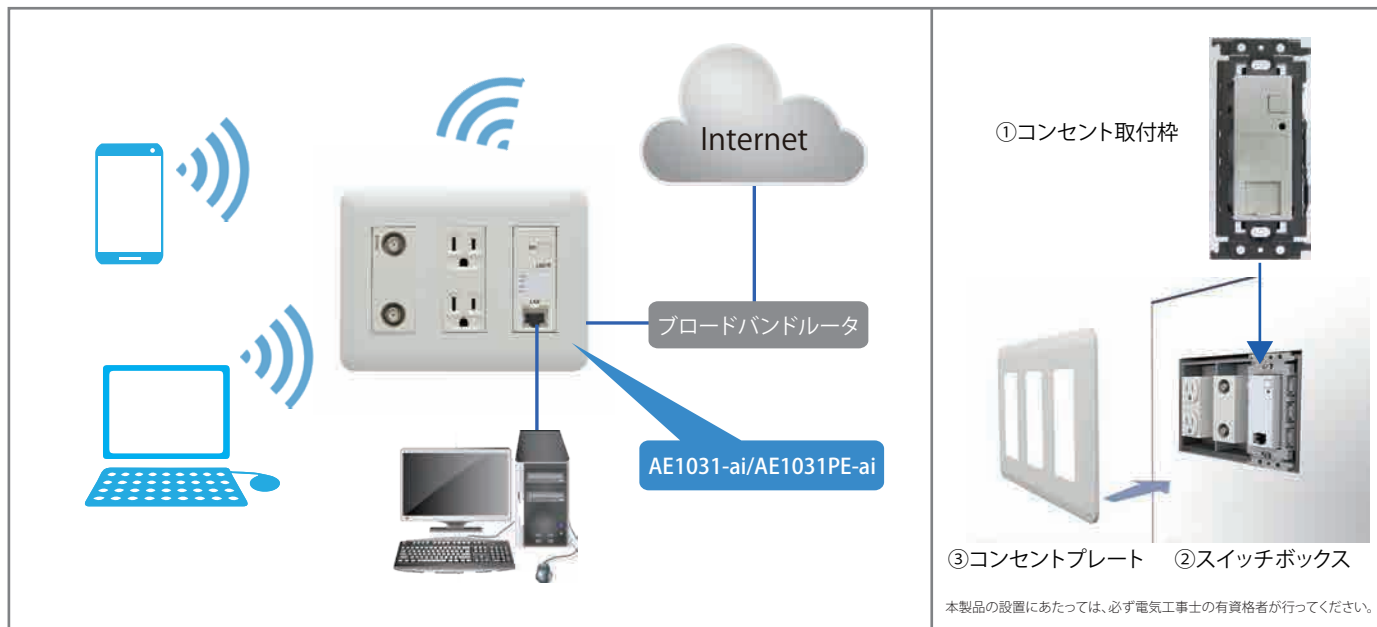 Internet
ブロードバンドルータ
AE1031-ai/AE1031PE-ai
①コンセント取付枠
③コンセントプレート
②スイッチボックス
本製品の設置にあたっては、必ず電気工事士の有資格者が行ってください。
LAN